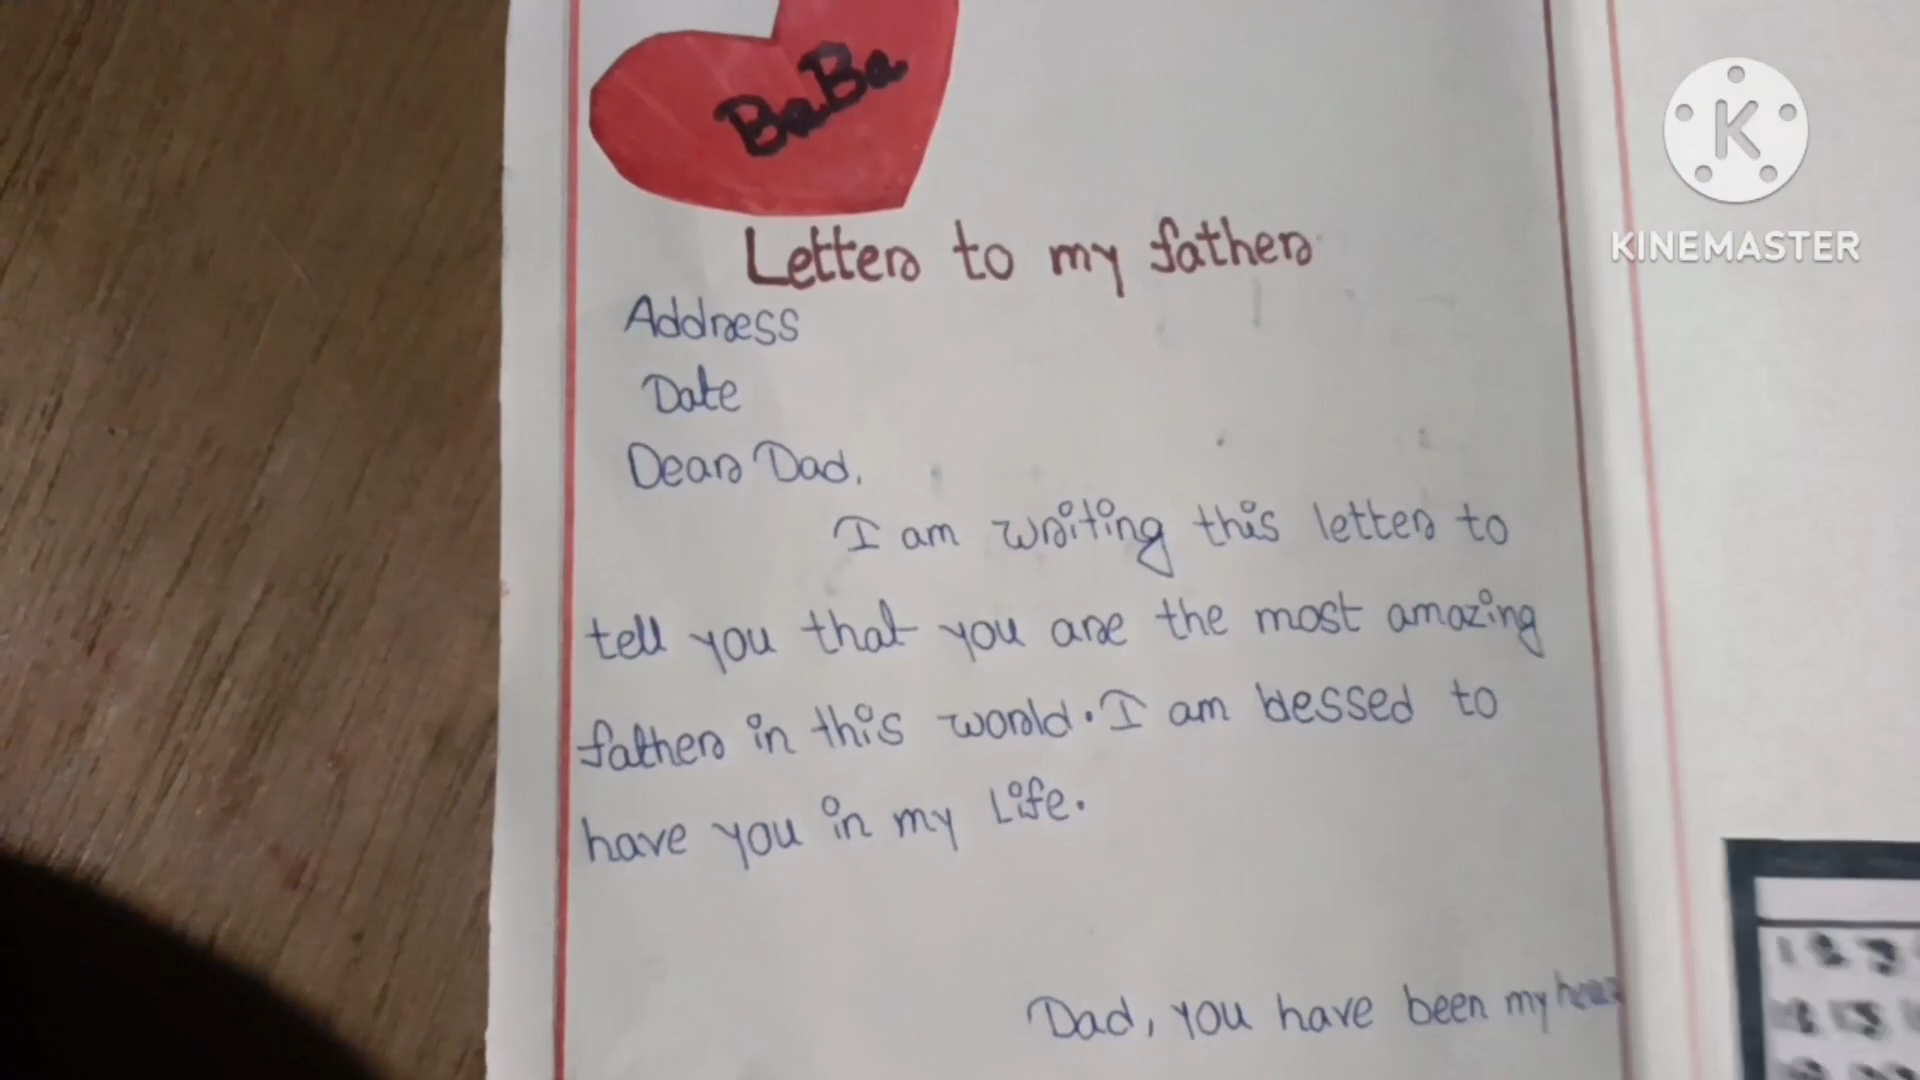 BaBa
Letter to my father
Address
Date
Dear Dad,
I am writing this letter to
tell you that you are the most amazing
father in this world. I am blessed to
have you in my Life.
Dad, you have been my
K
KINEMASTER